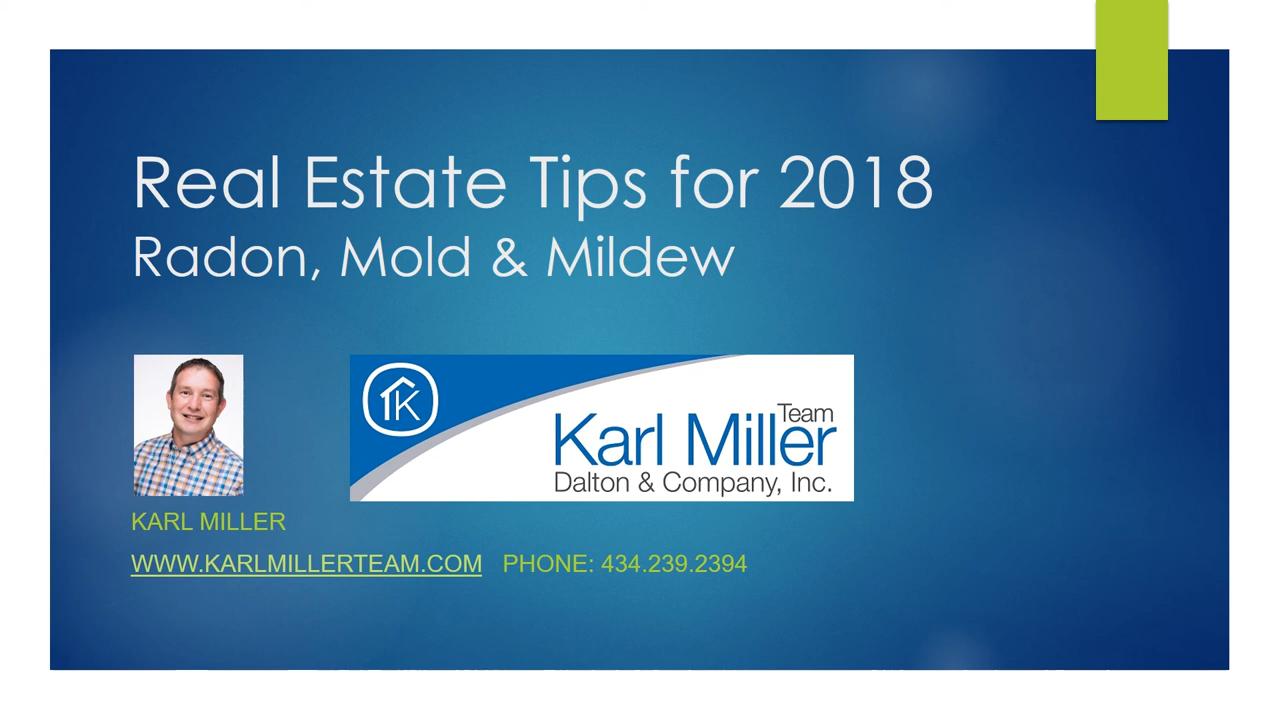 Real Estate Tips for 2018
Radon, Mold & Mildew
K
Team
Karl Miller
Dalton & Company, Inc.
KARL MILLER
WWW.KARLMILLERTEAM.COM PHONE: 434.239.2394